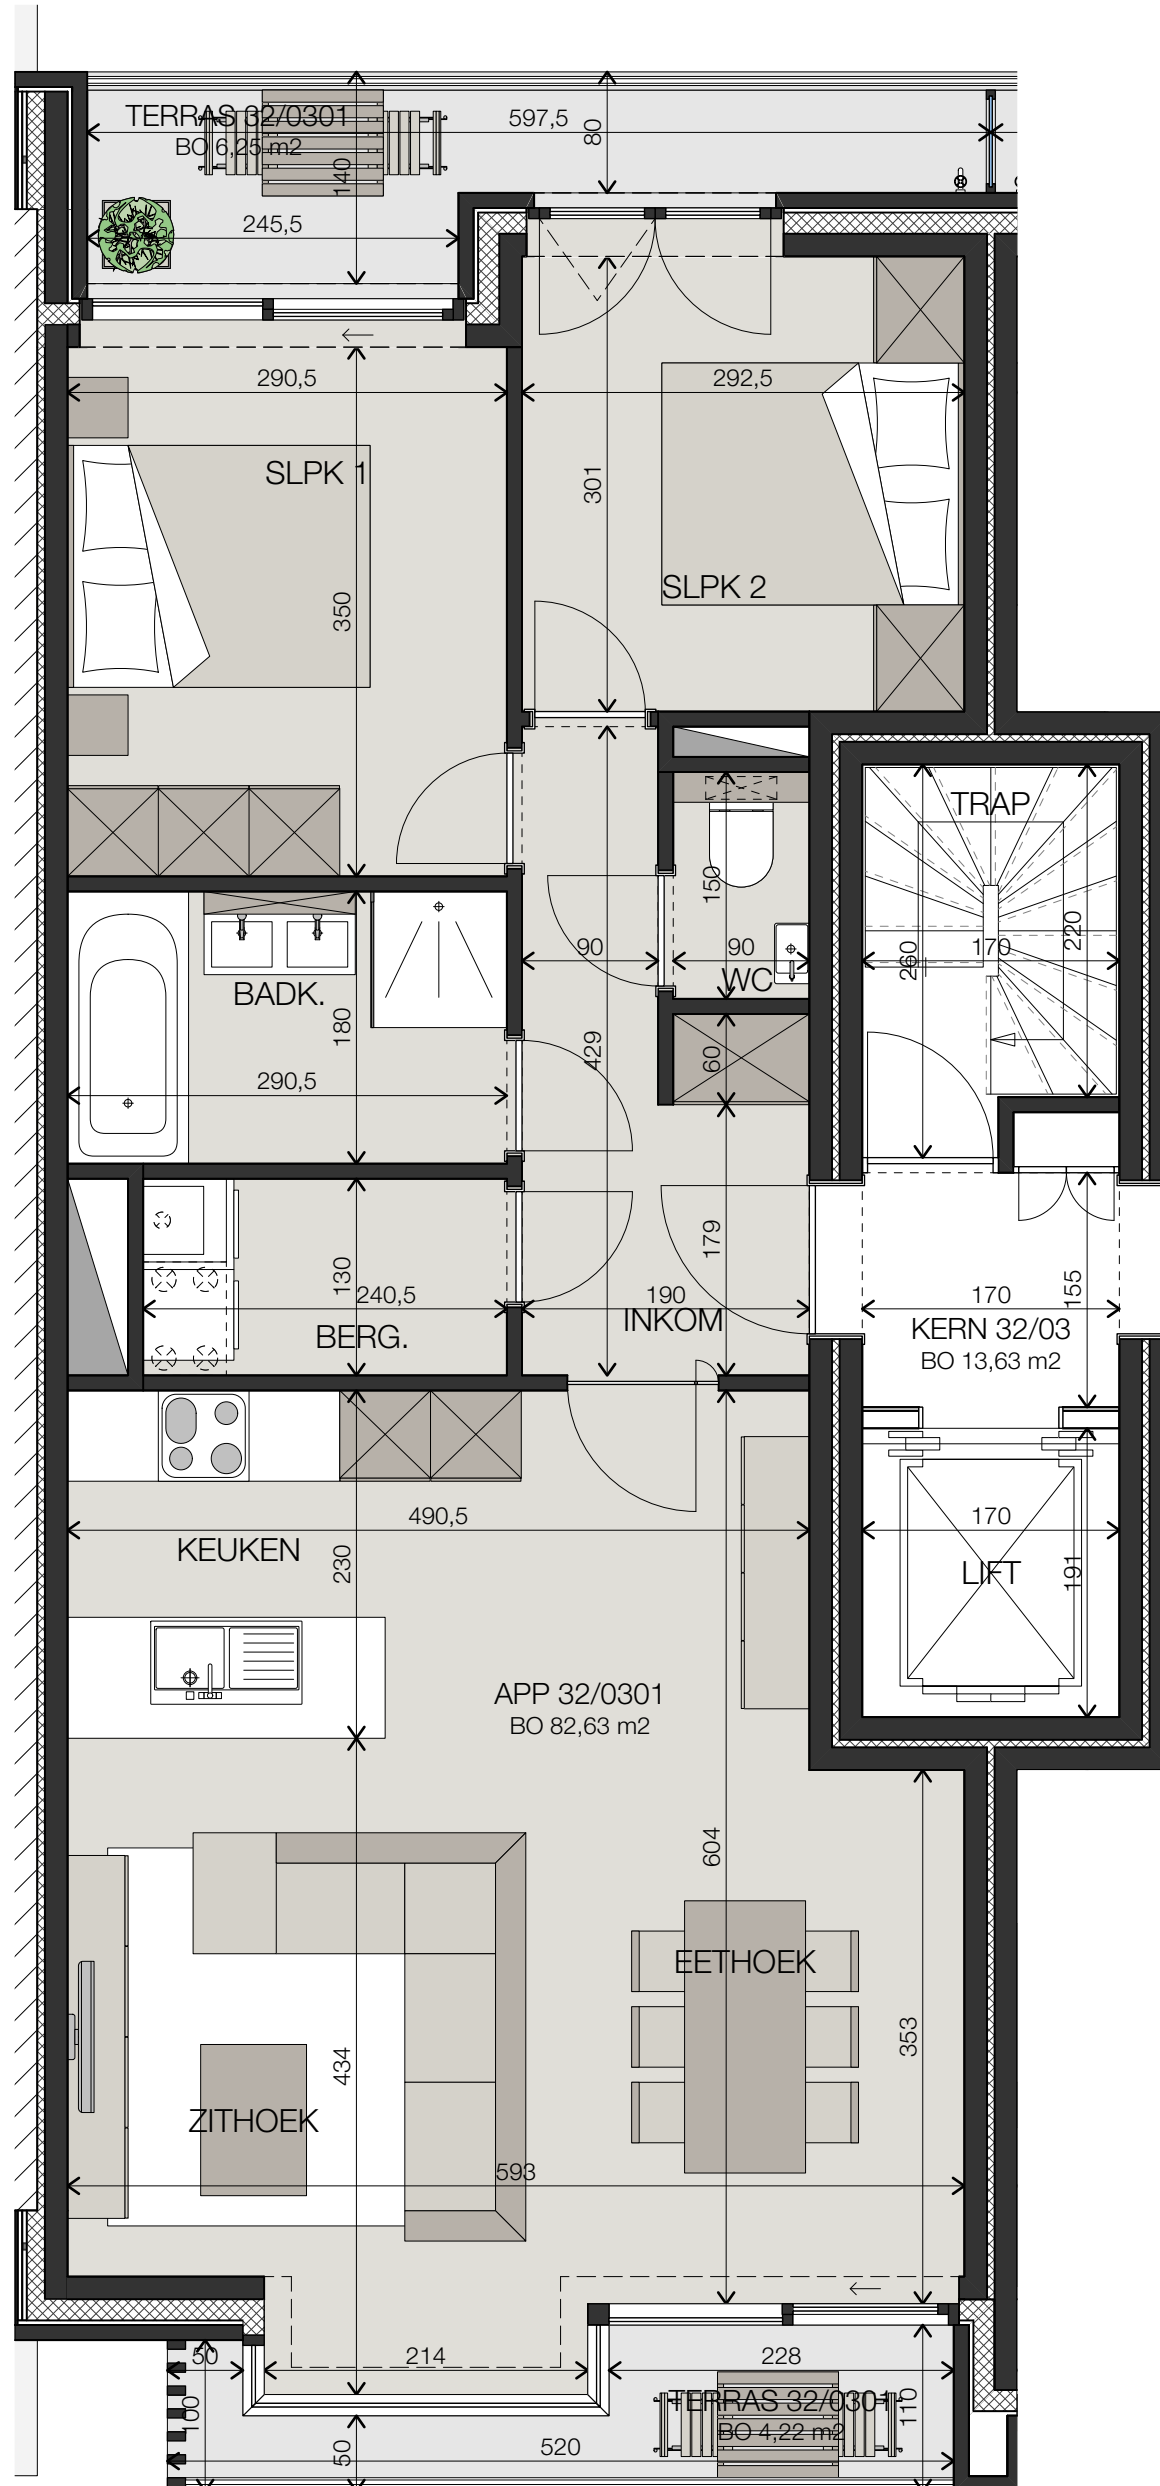 TERRAS 32/0301
BO 6,25 m2
597,5
80
140
245,5
290,5
292,5
SLPK 1
301
SLPK 2
350
TRAP
150
220
90
90
260
170
WC
BADK.
180
429
60
290,5
179
130
240,5
190
INKOM
BERG.
155
170
KERN 32/03
BO 13,63 m2
490,5
KEUKEN
230
170
LIFT
191
APP 32/0301
BO 82,63 m2
604
EETHOEK
353
434
ZITHOEK
593
50
214
228
TERRAS 32/0301
BO 4,22 m2
110
100
50
520